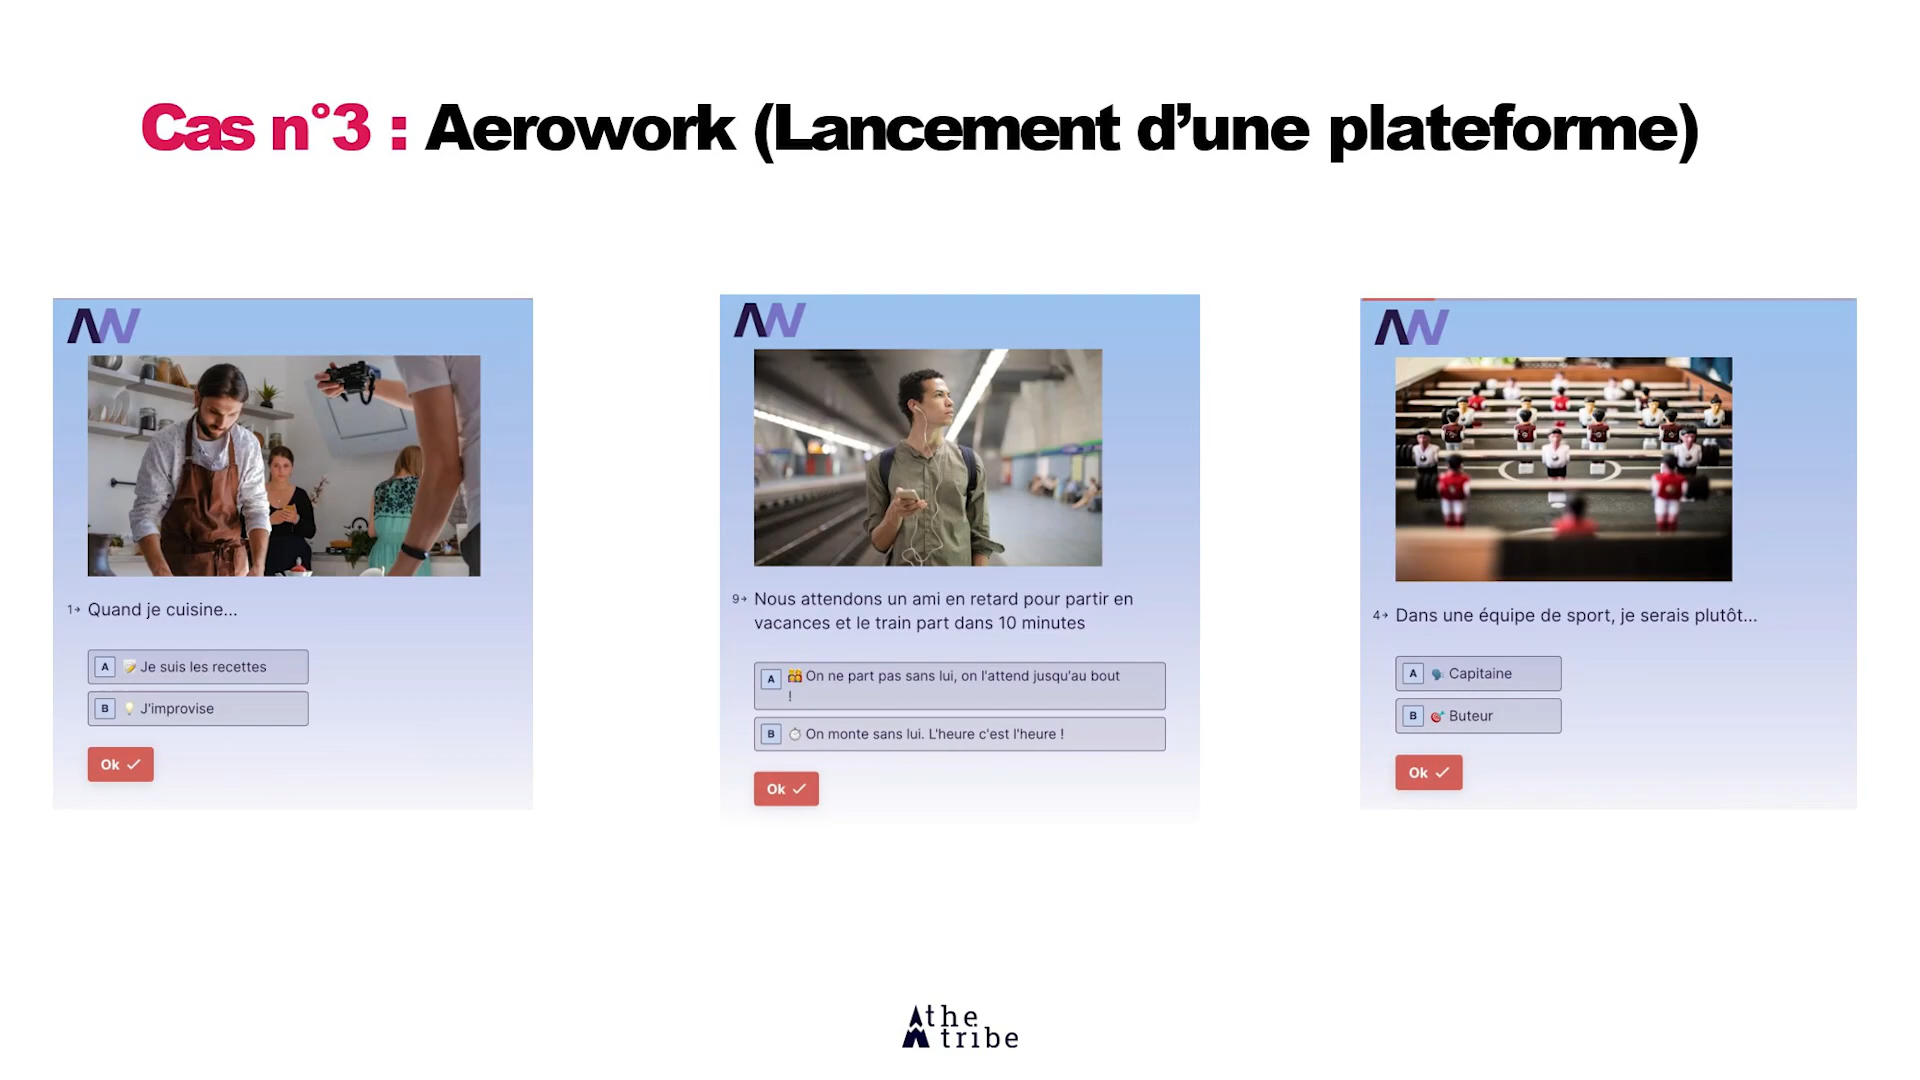 Cas n°3 : Aerowork (Lancement d’une plateforme)
AW
1→ Quand je cuisine...
A 📝 Je suis les recettes
B 💡 J'improvise
Ok ✓
AW
9→ Nous attendons un ami en retard pour partir en
vacances et le train part dans 10 minutes
A 👯 On ne part pas sans lui, on l'attend jusqu'au bout
!
B ⏱ On monte sans lui. L'heure c'est l'heure !
Ok ✓
AW
4→ Dans une équipe de sport, je serais plutôt...
A 🗣 Capitaine
B 🎯 Buteur
Ok ✓
the
tribe